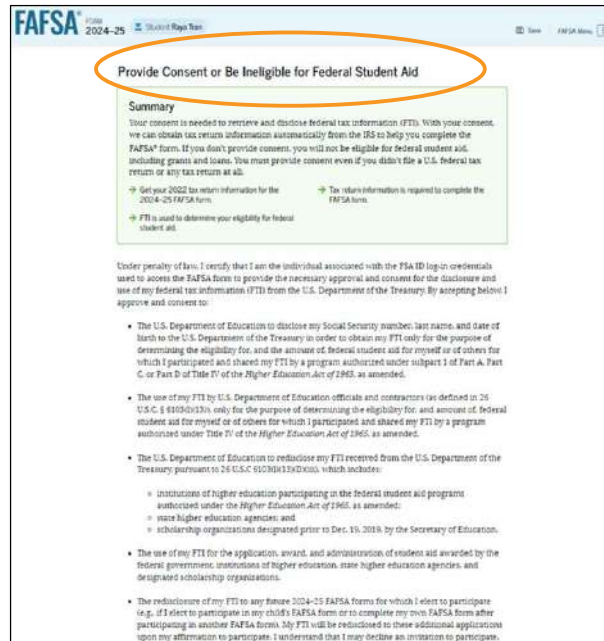 FAFSA® FORM 2024–25 Student Raya Tran Save FAFSA Menu
Provide Consent or Be Ineligible for Federal Student Aid
Summary
Your consent is needed to retrieve and disclose federal tax information (FTI). With your consent,
we can obtain tax return information automatically from the IRS to help you complete the
FAFSA® form. If you don't provide consent, you will not be eligible for federal student aid,
including grants and loans. You must provide consent even if you didn't file a U.S. federal tax
return or any tax return at all.
→ Get your 2022 tax return information for the
2024–25 FAFSA form.
→ FTI is used to determine your eligibility for federal
student aid.
→ Tax return information is required to complete the
FAFSA form.
Under penalty of law, I certify that I am the individual associated with the FSA ID log-in credentials
used to access the FAFSA form to provide the necessary approval and consent for the disclosure and
use of my federal tax information (FTI) from the U.S. Department of the Treasury. By accepting below, I
approve and consent to:
• The U.S. Department of Education to disclose my Social Security number, last name, and date of
birth to the U.S. Department of the Treasury in order to obtain my FTI only for the purpose of
determining the eligibility for, and the amount of, federal student aid for myself or of others for
which I participated and shared my FTI by a program authorized under subpart 1 of Part A, Part
C, or Part D of Title IV of the Higher Education Act of 1965, as amended.
• The use of my FTI by U.S. Department of Education officials and contractors (as defined in 26
U.S.C. § 6103(l)(13)), only for the purpose of determining the eligibility for, and amount of, federal
student aid for myself or of others for which I participated and shared my FTI by a program
authorized under Title IV of the Higher Education Act of 1965, as amended.
• The U.S. Department of Education to redisclose my FTI received from the U.S. Department of the
Treasury, pursuant to 26 U.S.C 6103(l)(13)(D)(iii), which includes:
◦ institutions of higher education participating in the federal student aid programs
authorized under the Higher Education Act of 1965, as amended;
◦ state higher education agencies; and
◦ scholarship organizations designated prior to Dec. 19, 2019, by the Secretary of Education.
• The use of my FTI for the application, award, and administration of student aid awarded by the
federal government, institutions of higher education, state higher education agencies, and
designated scholarship organizations.
• The redisclosure of my FTI to any future 2024–25 FAFSA forms for which I elect to participate
(e.g., if I elect to participate in my child's FAFSA form or to complete my own FAFSA form after
participating in another FAFSA form). My FTI will be redisclosed to these additional applications
upon my affirmation to participate. I understand that I may decline an invitation to participate.